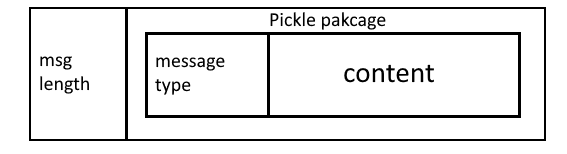 Pickle pakcage
msg
length
message
type
content